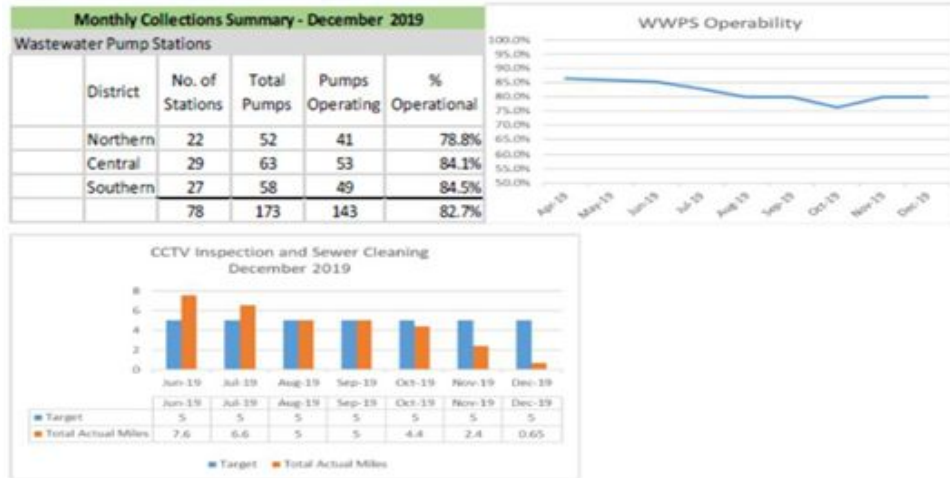 Monthly Collections Summary - December 2019
Wastewater Pump Stations
District No. of Stations Total Pumps Pumps Operating % Operational
Northern 22 52 41 78.8%
Central 29 63 53 84.1%
Southern 27 58 49 84.5%
78 173 143 82.7%
WWPS Operability
100.0%
95.0%
90.0%
85.0%
80.0%
75.0%
70.0%
65.0%
60.0%
55.0%
50.0%
Apr-19 May-19 Jun-19 Jul-19 Aug-19 Sep-19 Oct-19 Nov-19 Dec-19
CCTV Inspection and Sewer Cleaning
December 2019
8
6
4
2
0
Jun-19 Jul-19 Aug-19 Sep-19 Oct-19 Nov-19 Dec-19
Jun-19 Jul-19 Aug-19 Sep-19 Oct-19 Nov-19 Dec-19
Target 5 5 5 5 5 5 5
Total Actual Miles 7.6 6.6 5 5 4.4 2.4 0.65
Target Total Actual Miles